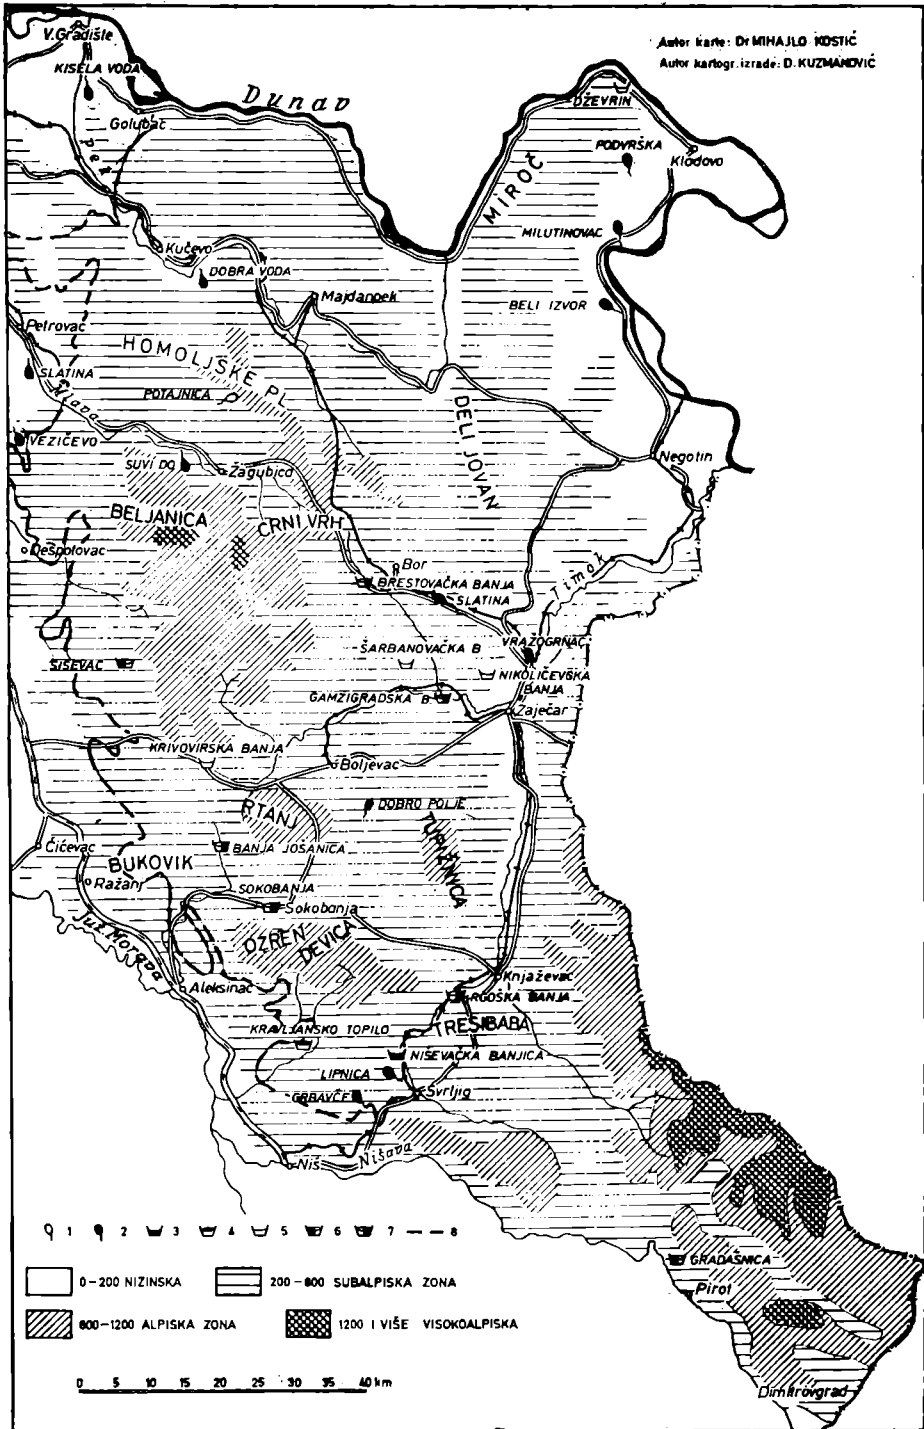 Autor karte: Dr MIHAJLO KOSTIĆ
Autor kartogr. izrade: D. KUZMANOVIĆ
V. Gradište
KISELA VODA
Dunav
Golubac
DŽEVRIN
PODVRŠKA
Kladovo
Pek
MIROČ
MILUTINOVAC
Kučevo
DOBRA VODA
Majdanpek
BELI IZVOR
Petrovac
HOMOLJSKE PL.
SLATINA
POTAJNICA
Mlava
DELI JOVAN
VEZIČEVO
SUVI DO
Žagubica
Negotin
BELJANICA
CRNI VRH
Despotovac
Bor
Timok
BRESTOVAČKA BANJA
SLATINA
VRAŽOGRNAC
ŠARBANOVAČKA B
SISEVAC
NIKOLIČEVSKA
BANJA
GAMZIGRADSKA B.
Zaječar
KRIVOVIRSKA BANJA
Boljevac
RTANJ
DOBRO POLJE
TUPIŽNICA
Ćićevac
BANJA JOŠANICA
BUKOVIK
Ražanj
SOKOBANJA
Sokobanja
Juž. Morava
OZREN
DEVICA
Aleksinac
Knjaževac
RGOŠKA BANJA
KRAVLJANSKO TOPILO
TRESIBABA
NIŠEVAČKA BANJICA
LIPNICA
GRBAVČE
Svrljig
Niš
Nišava
1 2 3 4 5 6 7 8
GRADAŠNICA
0-200 NIZINSKA
200-800 SUBALPISKA ZONA
Pirot
800-1200 ALPISKA ZONA
1200 I VIŠE VISOKOALPISKA
0 5 10 15 20 25 30 35 40 km
Dimitrovgrad